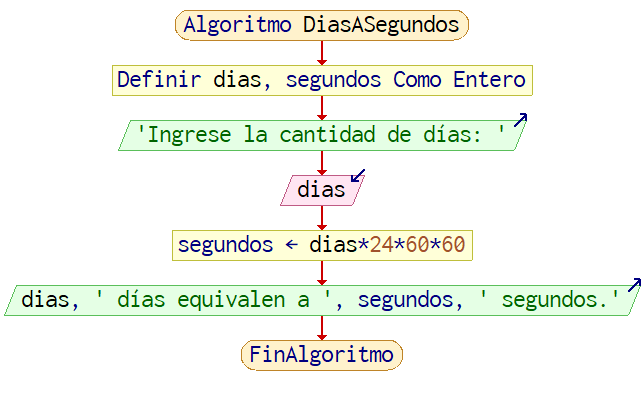 Algoritmo DiasASegundos
Definir dias, segundos Como Entero
'Ingrese la cantidad de días: '
dias
segundos ← dias*24*60*60
dias, ' días equivalen a ', segundos, ' segundos.'
FinAlgoritmo